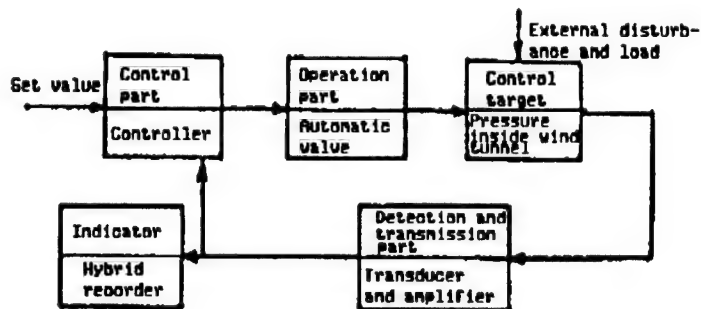 External disturb-
ance and load
Set value
Control
part
Controller
Operation
part
Automatic
valve
Control
target
Pressure
inside wind
tunnel
Indicator
Hybrid
recorder
Detection and
transmission
part
Transducer
and amplifier